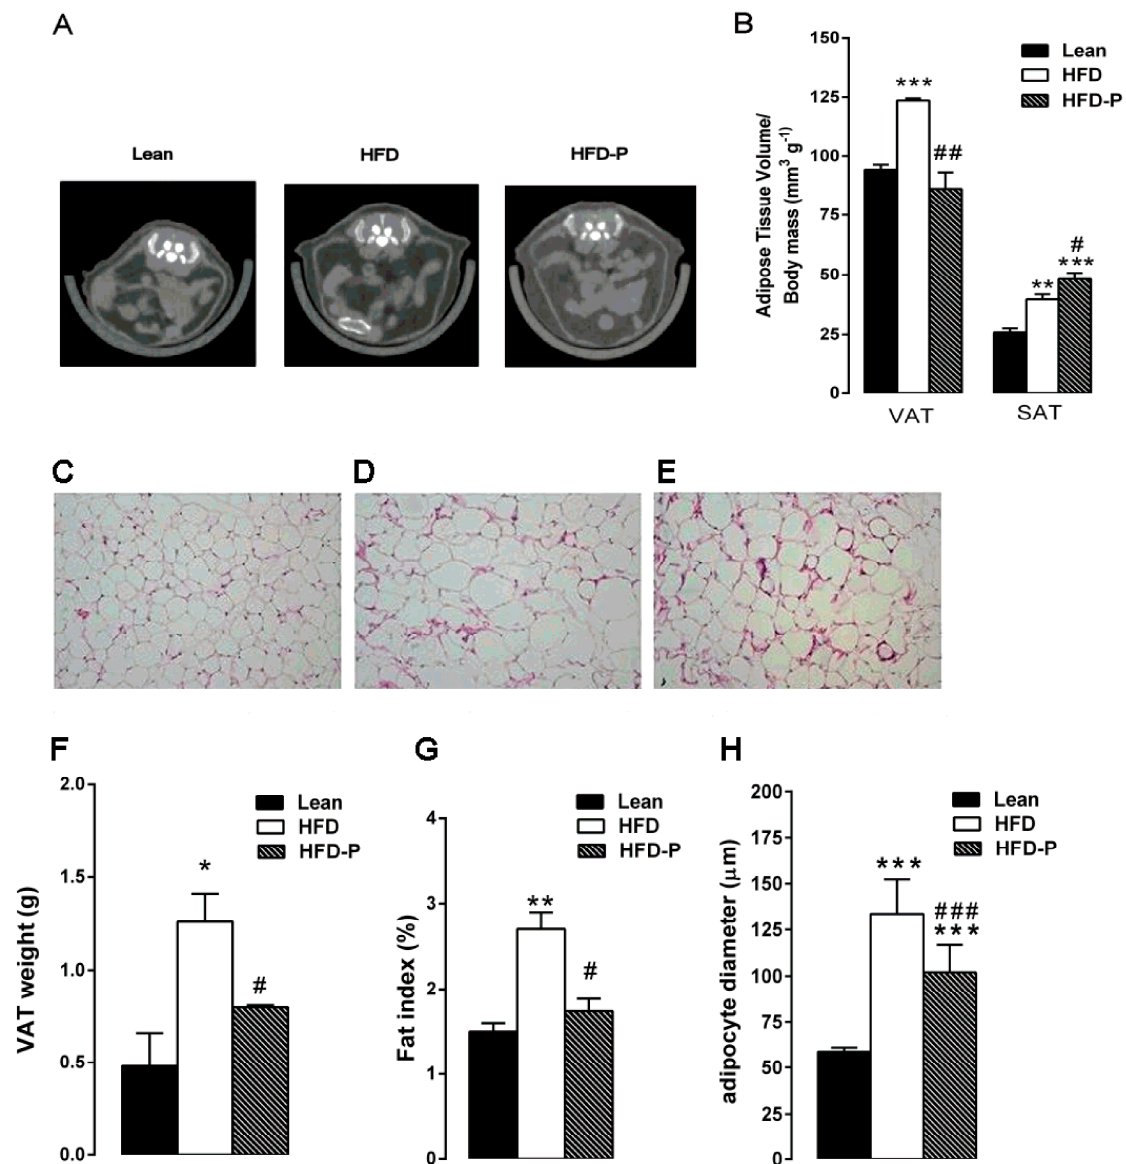 A
Lean
HFD
HFD-P
B
Adipose Tissue Volume/
Body mass (mm³ g⁻¹)
150
125
100
75
50
25
0
***
##
**
#
***
VAT
SAT
Lean
HFD
HFD-P
C
D
E
F
VAT weight (g)
2.0
1.5
1.0
0.5
0.0
*
#
Lean
HFD
HFD-P
G
Fat index (%)
4
3
2
1
0
**
#
Lean
HFD
HFD-P
H
adipocyte diameter (μm)
200
175
150
125
100
75
50
25
0
***
###
***
Lean
HFD
HFD-P